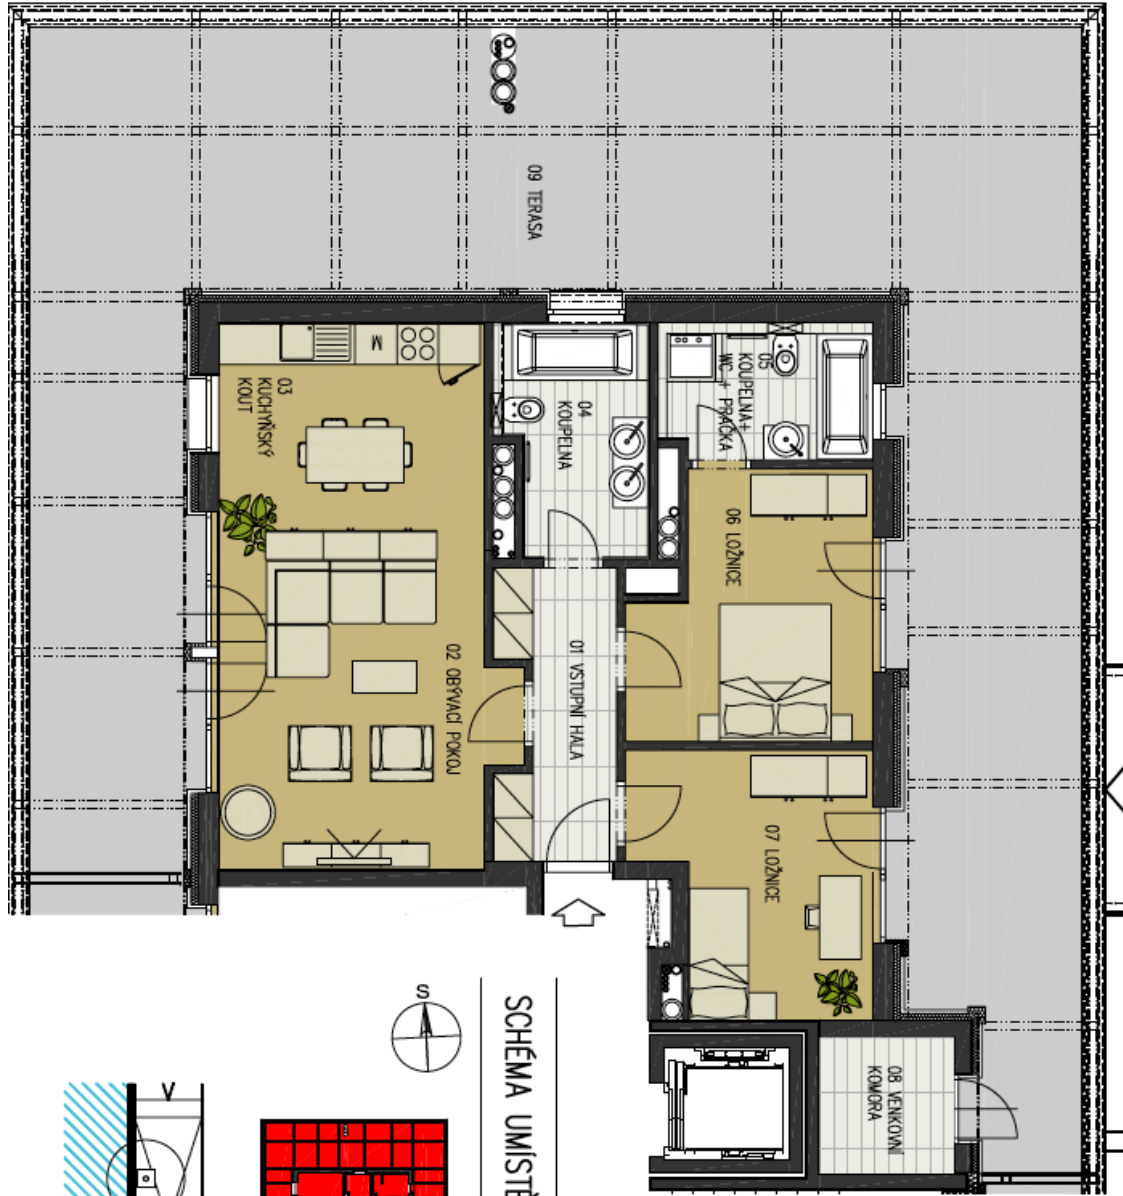 09 TERASA
03
KUCHYŇSKÝ
KOUT
M
04
KOUPELNA
05
KOUPELNA+
WC + PRAČKA
06 LOŽNICE
02 OBÝVACÍ POKOJ
01 VSTUPNÍ HALA
07 LOŽNICE
08 VENKOVNÍ
KOMORA
S
SCHÉMA UMÍSTĚ